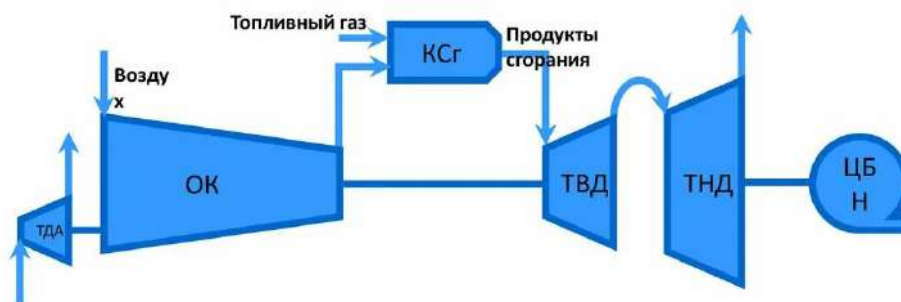 Топливный газ
Продукты
сгорания
КСг
Возду
х
ОК
ТВД
ТНД
ЦБ
Н
ТДА